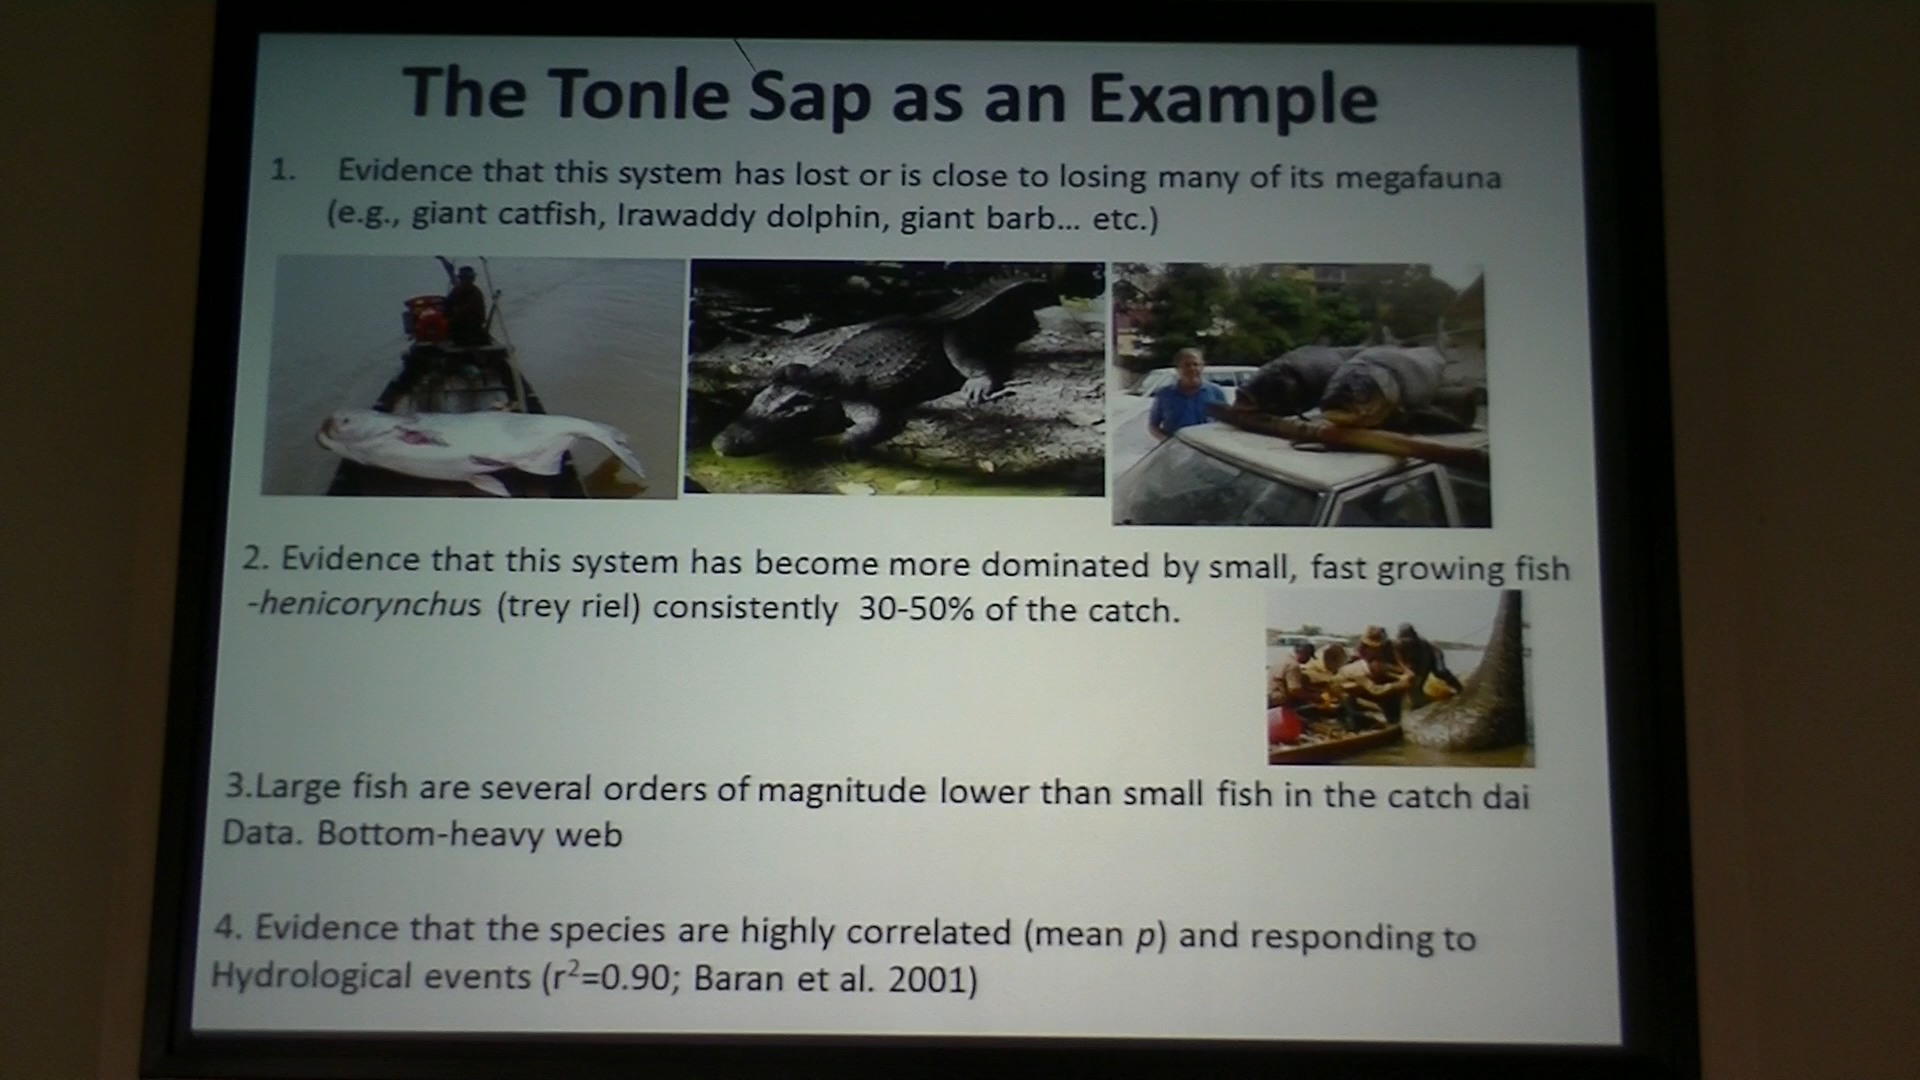 The Tonle Sap as an Example
1. Evidence that this system has lost or is close to losing many of its megafauna
(e.g., giant catfish, Irawaddy dolphin, giant barb... etc.)
2. Evidence that this system has become more dominated by small, fast growing fish
-henicorynchus (trey riel) consistently 30-50% of the catch.
3.Large fish are several orders of magnitude lower than small fish in the catch dai
Data. Bottom-heavy web
4. Evidence that the species are highly correlated (mean p) and responding to
Hydrological events (r²=0.90; Baran et al. 2001)